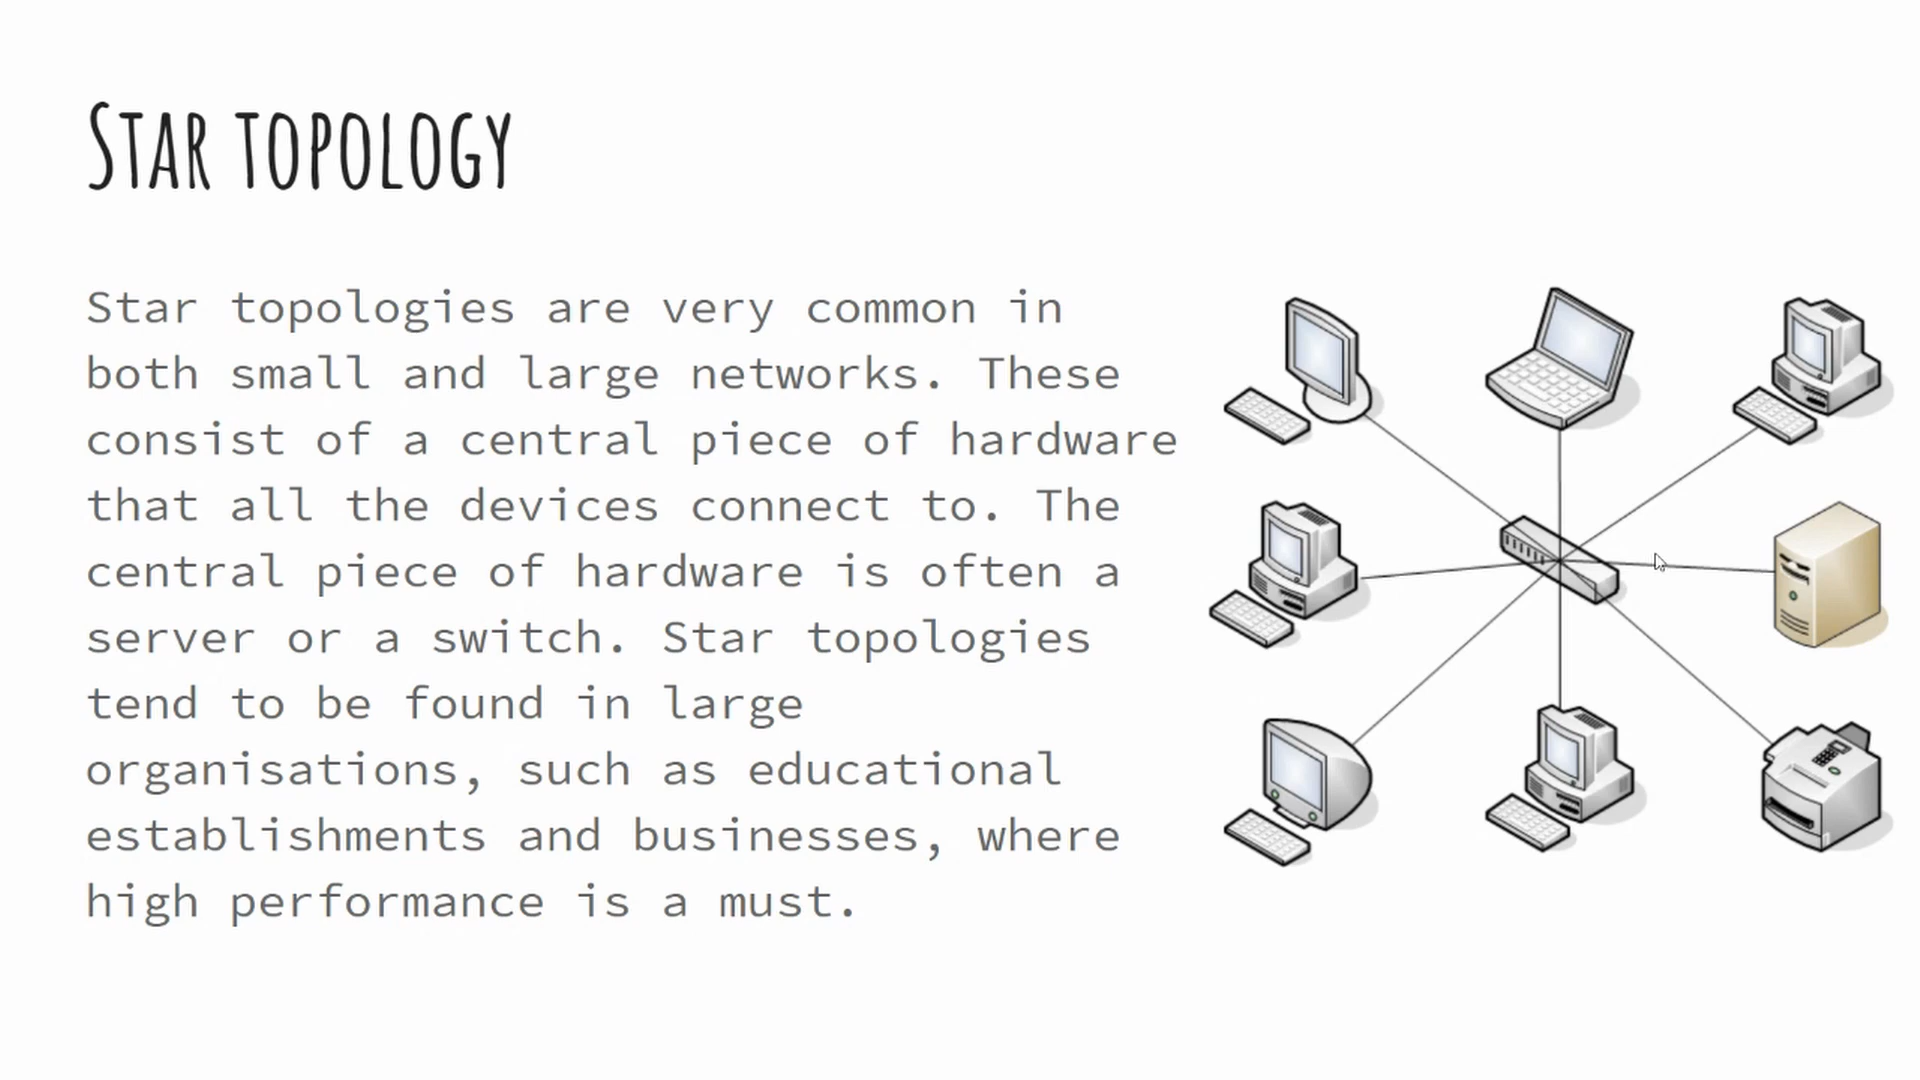 Star topology
Star topologies are very common in
both small and large networks. These
consist of a central piece of hardware
that all the devices connect to. The
central piece of hardware is often a
server or a switch. Star topologies
tend to be found in large
organisations, such as educational
establishments and businesses, where
high performance is a must.